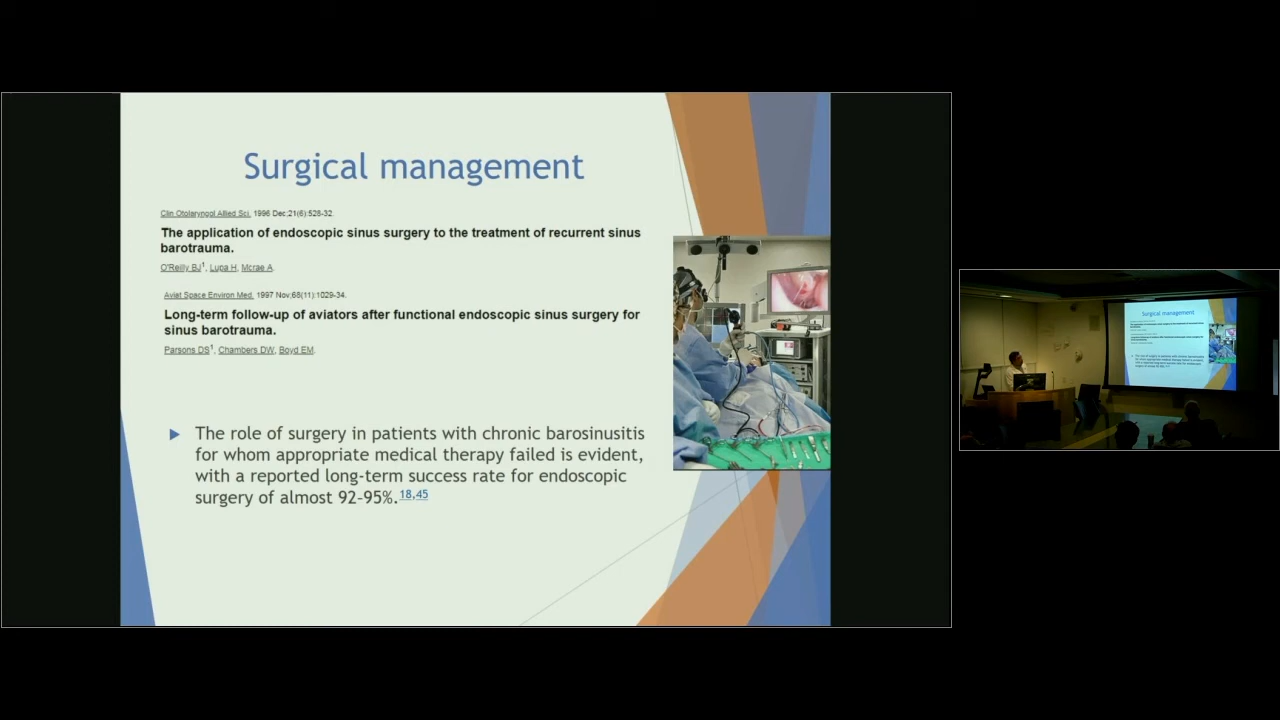 Surgical management
Clin Otolaryngol Allied Sci. 1996 Dec;21(6):528-32.
The application of endoscopic sinus surgery to the treatment of recurrent sinus
barotrauma.
O'Reilly BJ1, Lupa H, Mcrae A.
Aviat Space Environ Med. 1997 Nov;68(11):1029-34.
Long-term follow-up of aviators after functional endoscopic sinus surgery for
sinus barotrauma.
Parsons DS1, Chambers DW, Boyd EM.
The role of surgery in patients with chronic barosinusitis
for whom appropriate medical therapy failed is evident,
with a reported long-term success rate for endoscopic
surgery of almost 92–95%.18,45
Surgical management